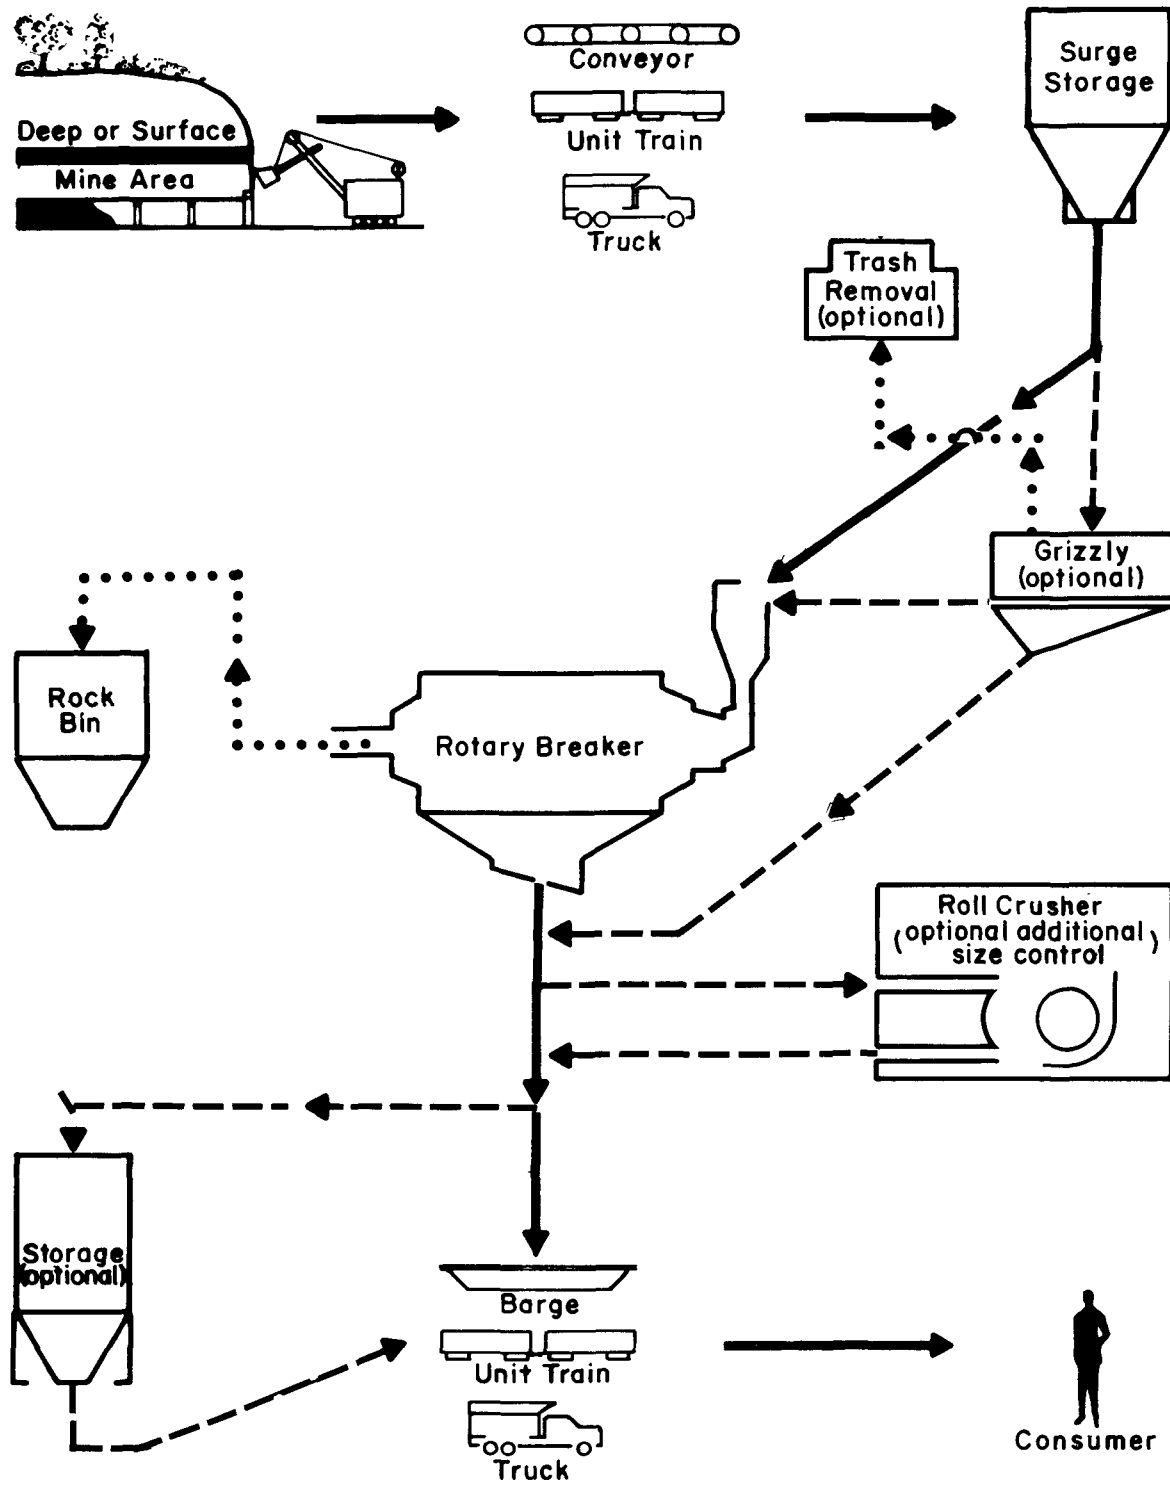 Conveyor
Unit Train
Truck
Deep or Surface
Mine Area
Surge
Storage
Trash
Removal
(optional)
Grizzly
(optional)
Rock
Bin
Rotary Breaker
Roll Crusher
(optional additional)
size control
Storage
(optional)
Barge
Unit Train
Truck
Consumer